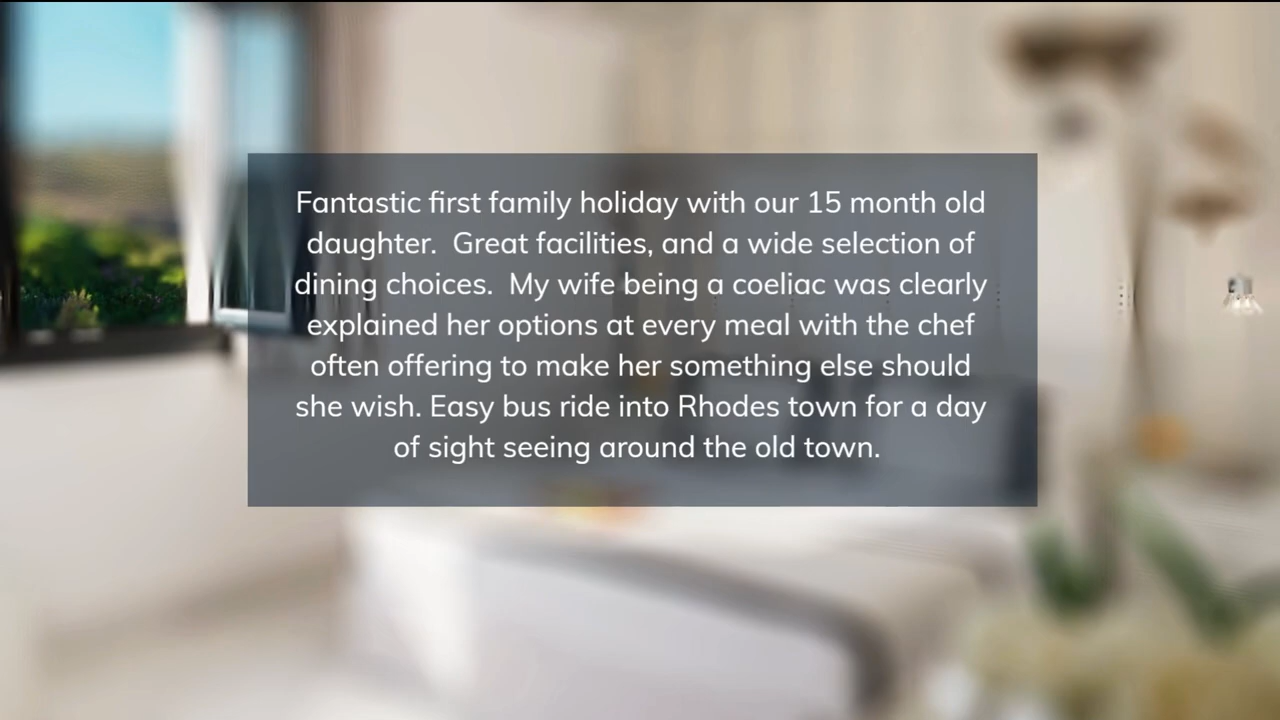 Fantastic first family holiday with our 15 month old
daughter.  Great facilities, and a wide selection of
dining choices.  My wife being a coeliac was clearly
explained her options at every meal with the chef
often offering to make her something else should
she wish. Easy bus ride into Rhodes town for a day
of sight seeing around the old town.